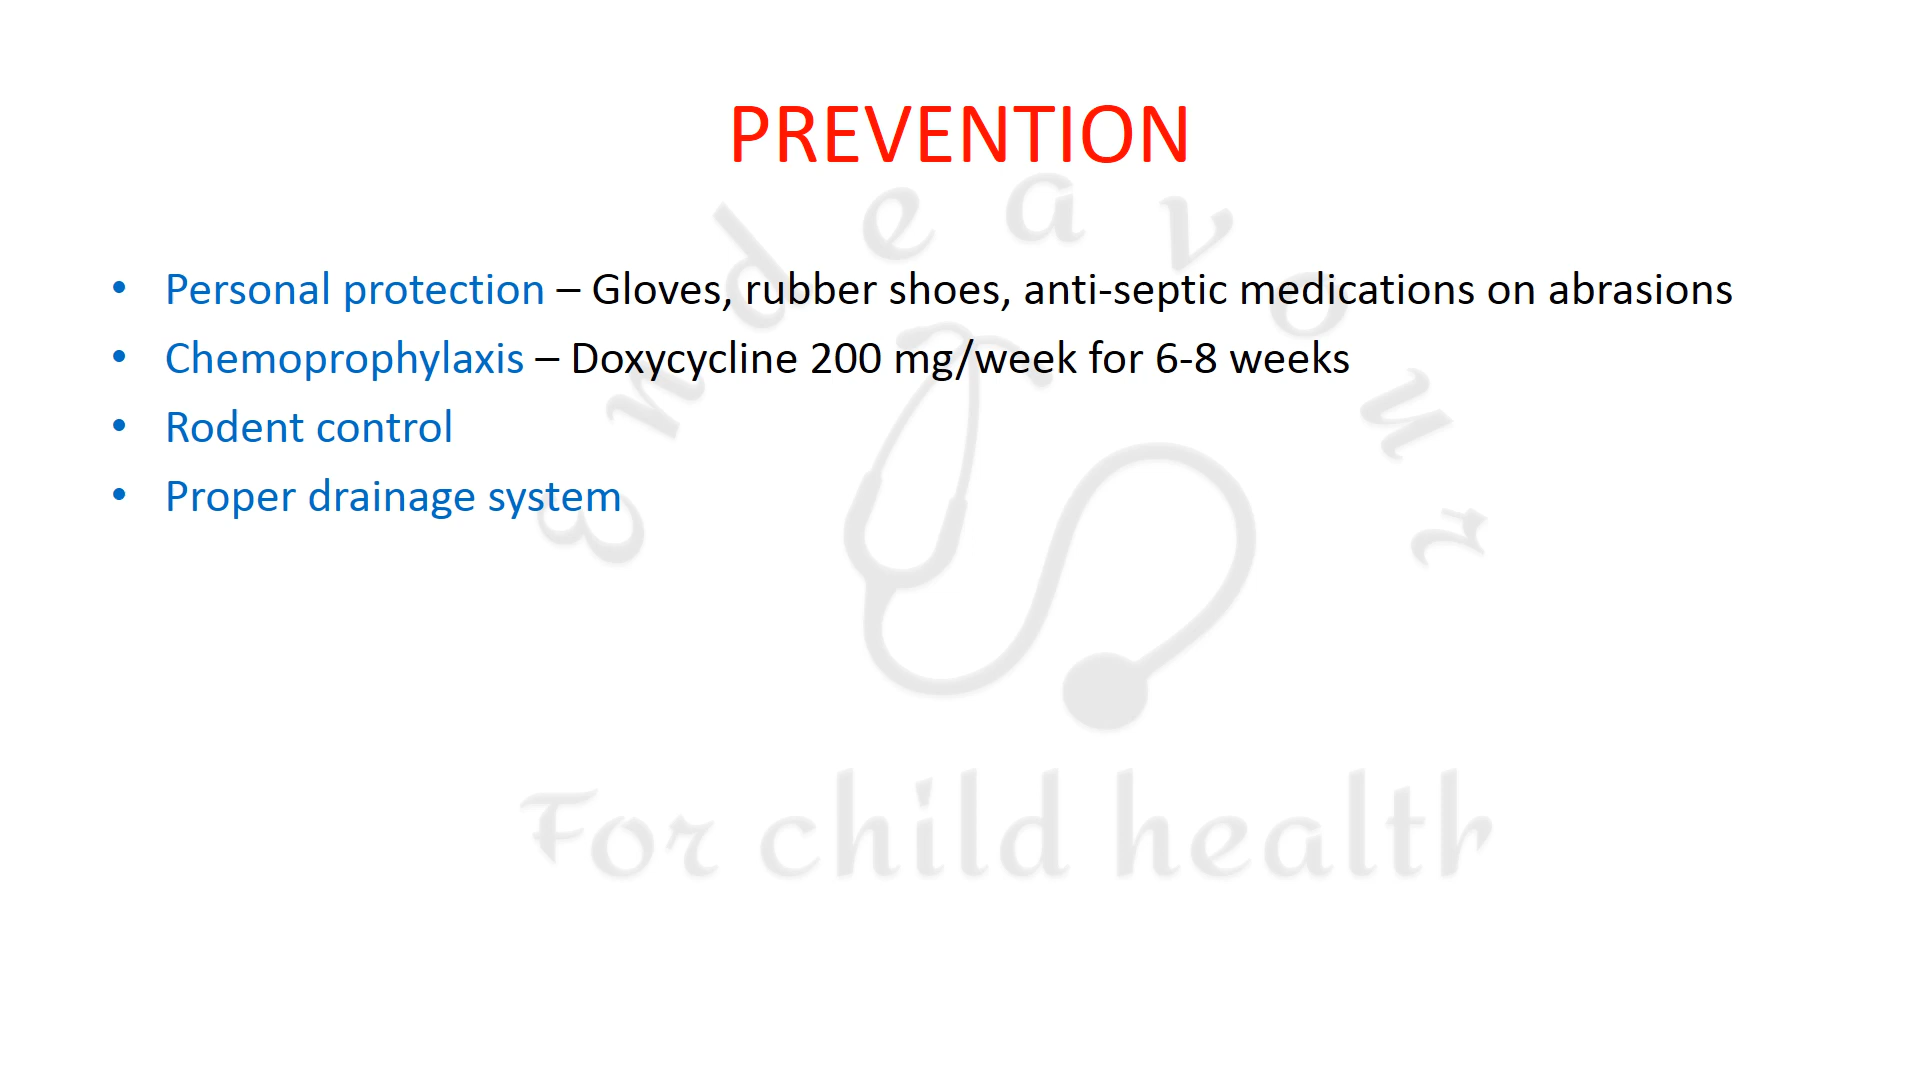 PREVENTION
• Personal protection – Gloves, rubber shoes, anti-septic medications on abrasions
• Chemoprophylaxis – Doxycycline 200 mg/week for 6-8 weeks
• Rodent control
• Proper drainage system
Endeavour
For child health